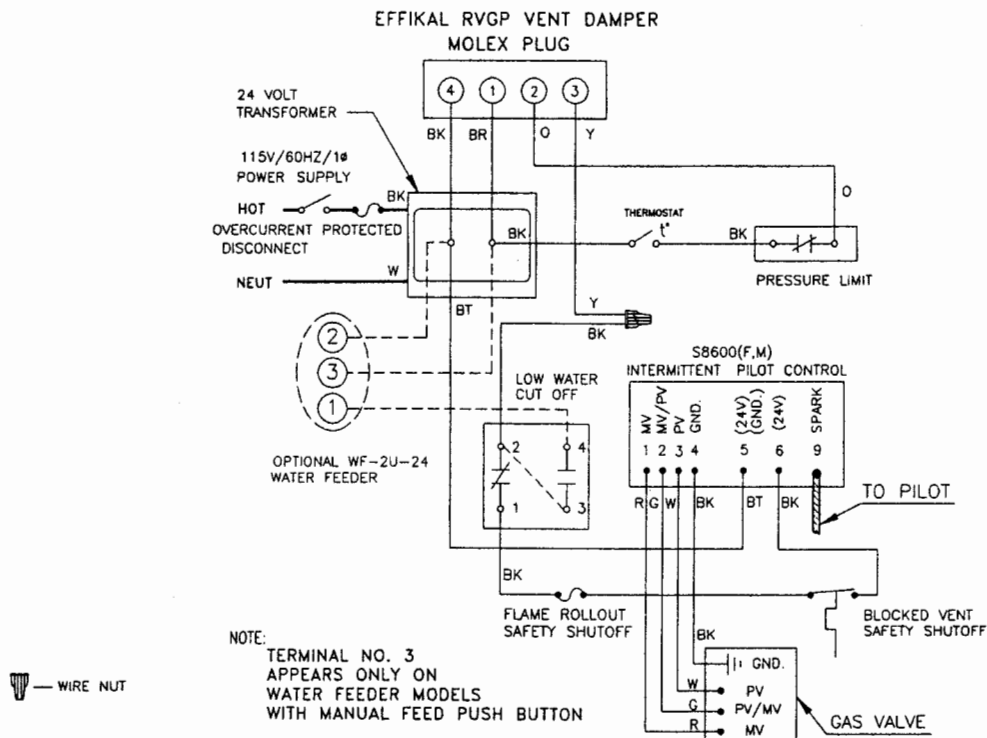 EFFIKAL RVGP VENT DAMPER
MOLEX PLUG
4 1 2 3
BK BR O Y
24 VOLT
TRANSFORMER
115V/60HZ/1ø
POWER SUPPLY
HOT
BK
OVERCURRENT PROTECTED
DISCONNECT
NEUT
W
BK
THERMOSTAT
t°
BK
O
PRESSURE LIMIT
BT
Y
BK
2
3
1
OPTIONAL WF-2U-24
WATER FEEDER
LOW WATER
CUT OFF
2 4
1 3
S8600(F,M)
INTERMITTENT PILOT CONTROL
MV MV/PV PV GND. (24V) (GND.) (24V) SPARK
1 2 3 4 5 6 9
R G W BK BT BK
TO PILOT
BK
FLAME ROLLOUT
SAFETY SHUTOFF
BLOCKED VENT
SAFETY SHUTOFF
BK
GND.
W PV
G PV/MV
R MV
GAS VALVE
NOTE:
TERMINAL NO. 3
APPEARS ONLY ON
WATER FEEDER MODELS
WITH MANUAL FEED PUSH BUTTON
— WIRE NUT